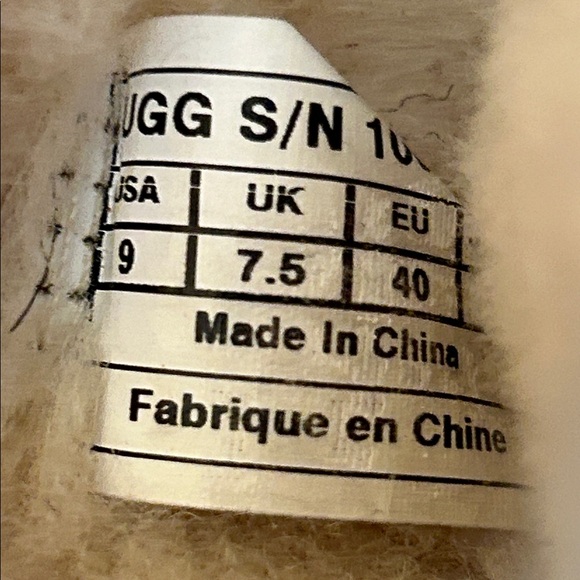 UGG S/N 10
USA UK EU
9 7.5 40
Made In China
Fabrique en Chine